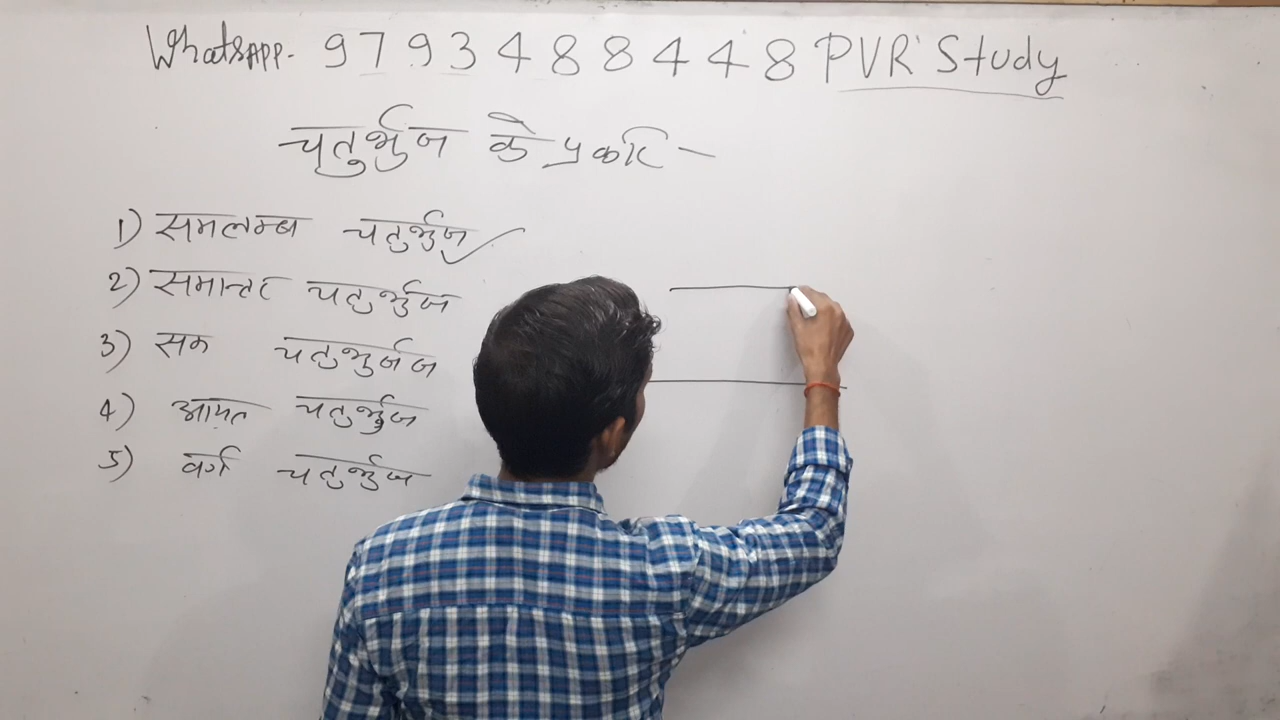 WhatsAPP. 9793488448 PVR Study
चतुर्भुज के प्रकार –
1) समलम्ब चतुर्भुज
2) समान्तर चतुर्भुज
3) सम चतुर्भुज
4) आयत चतुर्भुज
5) वर्ग चतुर्भुज